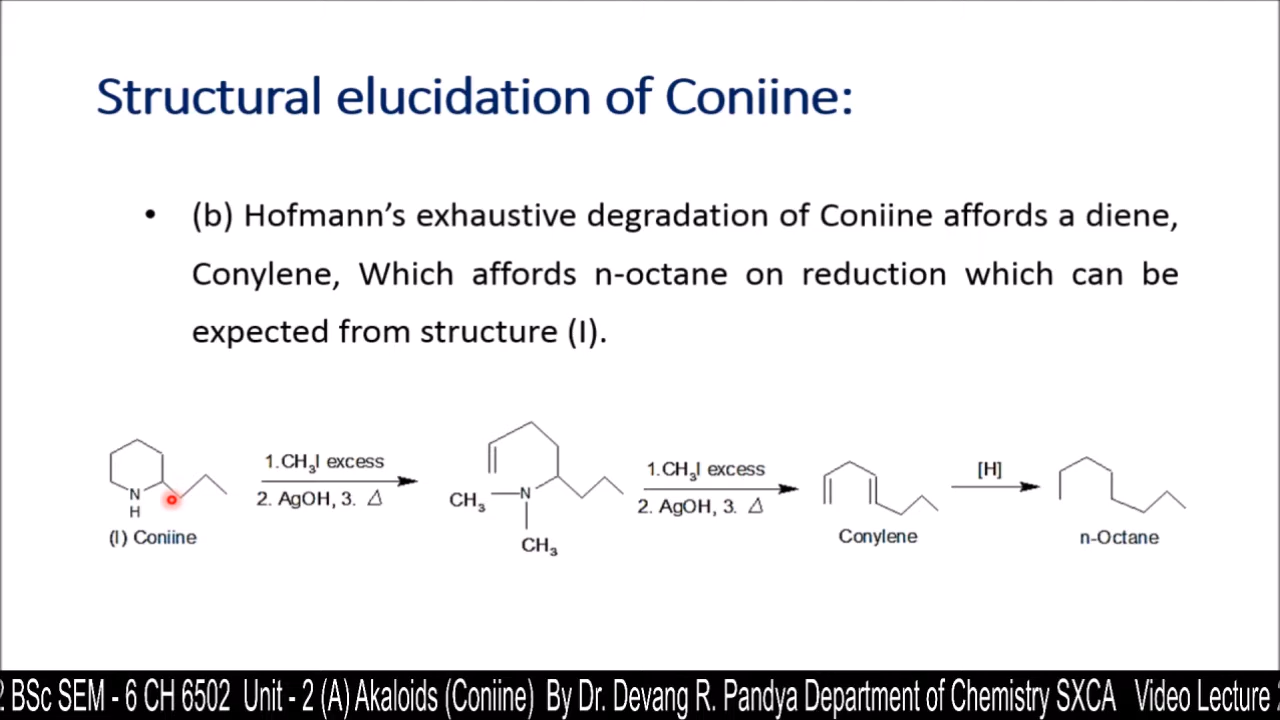 Structural elucidation of Coniine:
• (b) Hofmann’s exhaustive degradation of Coniine affords a diene,
Conylene, Which affords n-octane on reduction which can be
expected from structure (I).
N
H
(I) Coniine
1.CH₃I excess
2. AgOH, 3. △
CH₃
N
CH₃
1.CH₃I excess
2. AgOH, 3. △
Conylene
[H]
n-Octane
2 BSc SEM - 6 CH 6502 Unit - 2 (A) Akaloids (Coniine) By Dr. Devang R. Pandya Department of Chemistry SXCA Video Lecture 2